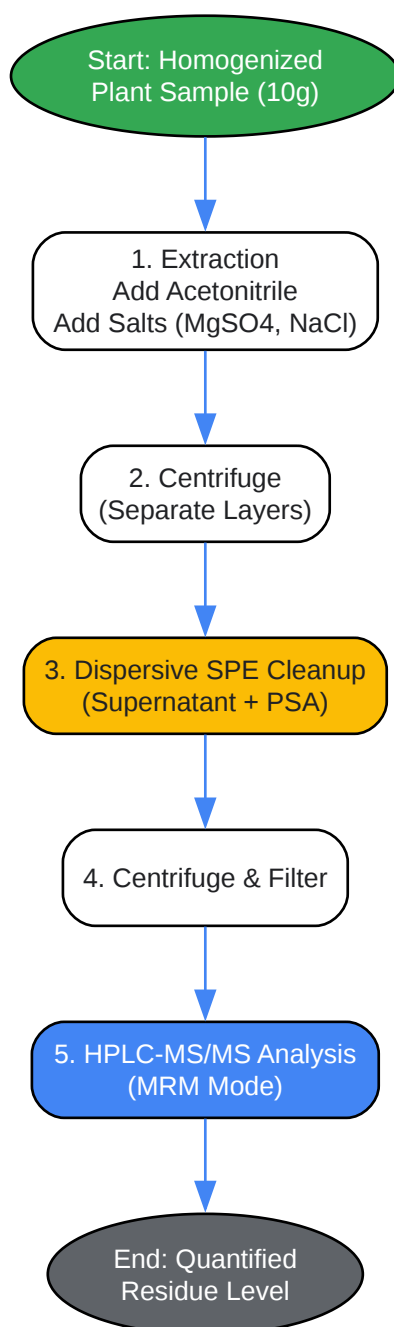 Start: Homogenized
Plant Sample (10g)
1. Extraction
Add Acetonitrile
Add Salts (MgSO4, NaCl)
2. Centrifuge
(Separate Layers)
3. Dispersive SPE Cleanup
(Supernatant + PSA)
4. Centrifuge & Filter
5. HPLC-MS/MS Analysis
(MRM Mode)
End: Quantified
Residue Level